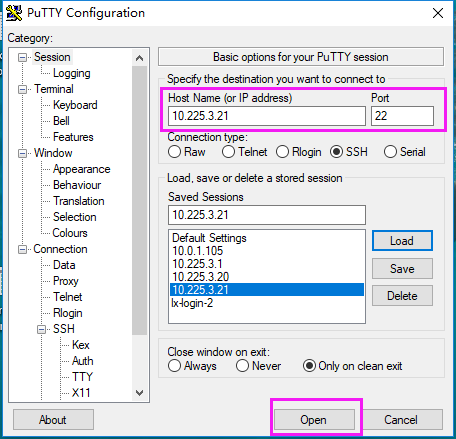 PuTTY Configuration
Category:
Session
Logging
Terminal
Keyboard
Bell
Features
Window
Appearance
Behaviour
Translation
Selection
Colours
Connection
Data
Proxy
Telnet
Rlogin
SSH
Kex
Auth
TTY
X11
Basic options for your PuTTY session
Specify the destination you want to connect to
Host Name (or IP address) Port
10.225.3.21 22
Connection type:
Raw Telnet Rlogin SSH Serial
Load, save or delete a stored session
Saved Sessions
10.225.3.21
Default Settings
10.0.1.105
10.225.3.1
10.225.3.20
10.225.3.21
lx-login-2
Load
Save
Delete
Close window on exit:
Always Never Only on clean exit
About Open Cancel